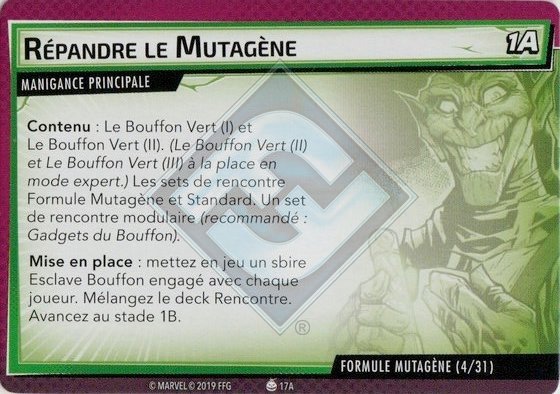 RÉPANDRE LE MUTAGÈNE
1A
MANIGANCE PRINCIPALE
Contenu : Le Bouffon Vert (I) et
Le Bouffon Vert (II). (Le Bouffon Vert (II)
et Le Bouffon Vert (III) à la place en
mode expert.) Les sets de rencontre
Formule Mutagène et Standard. Un set
de rencontre modulaire (recommandé :
Gadgets du Bouffon).
Mise en place : mettez en jeu un sbire
Esclave Bouffon engagé avec chaque
joueur. Mélangez le deck Rencontre.
Avancez au stade 1B.
®
FORMULE MUTAGÈNE (4/31)
© MARVEL © 2019 FFG 17A